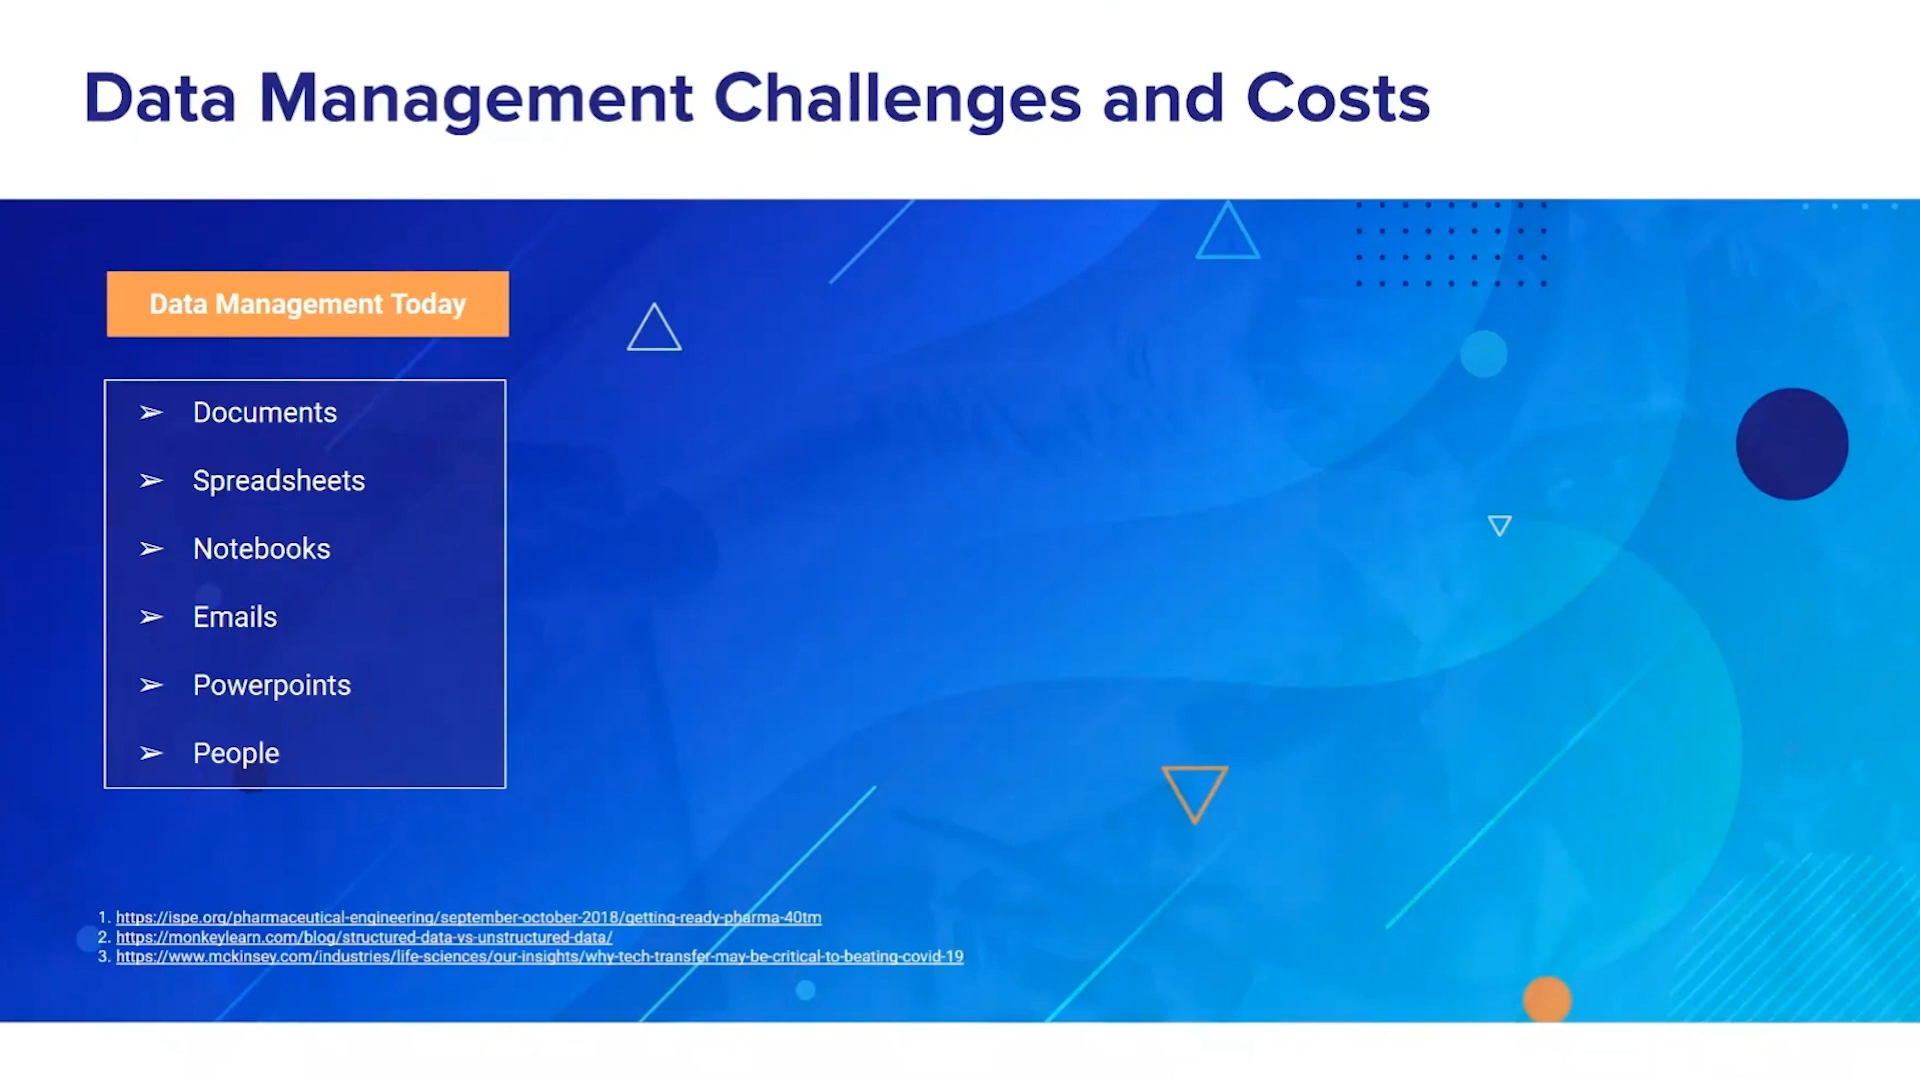 Data Management Challenges and Costs
Data Management Today
➢ Documents
➢ Spreadsheets
➢ Notebooks
➢ Emails
➢ Powerpoints
➢ People
1. https://ispe.org/pharmaceutical-engineering/september-october-2018/getting-ready-pharma-40tm
2. https://monkeylearn.com/blog/structured-data-vs-unstructured-data/
3. https://www.mckinsey.com/industries/life-sciences/our-insights/why-tech-transfer-may-be-critical-to-beating-covid-19